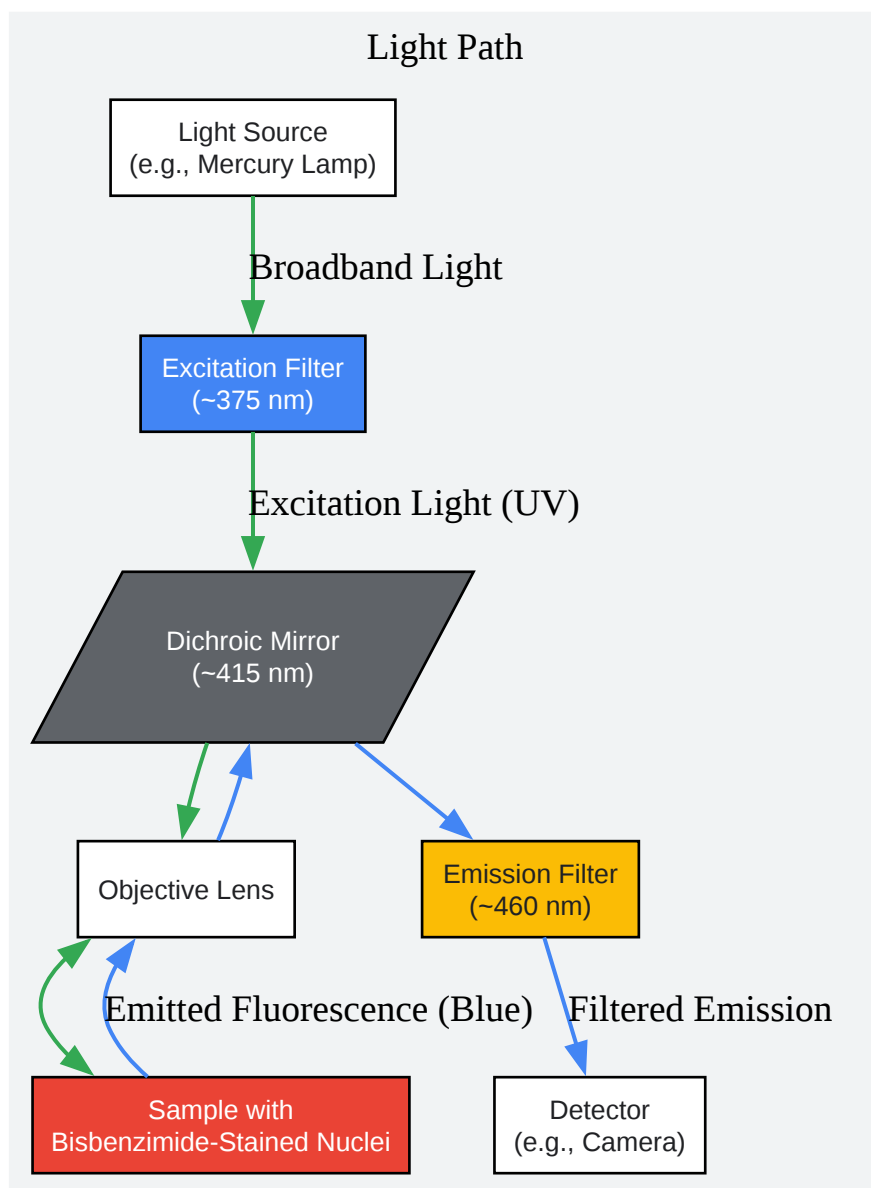 Light Path
Light Source
(e.g., Mercury Lamp)
Broadband Light
Excitation Filter
(~375 nm)
Excitation Light (UV)
Dichroic Mirror
(~415 nm)
Objective Lens
Emission Filter
(~460 nm)
Emitted Fluorescence (Blue)
Filtered Emission
Sample with
Bisbenzimide-Stained Nuclei
Detector
(e.g., Camera)